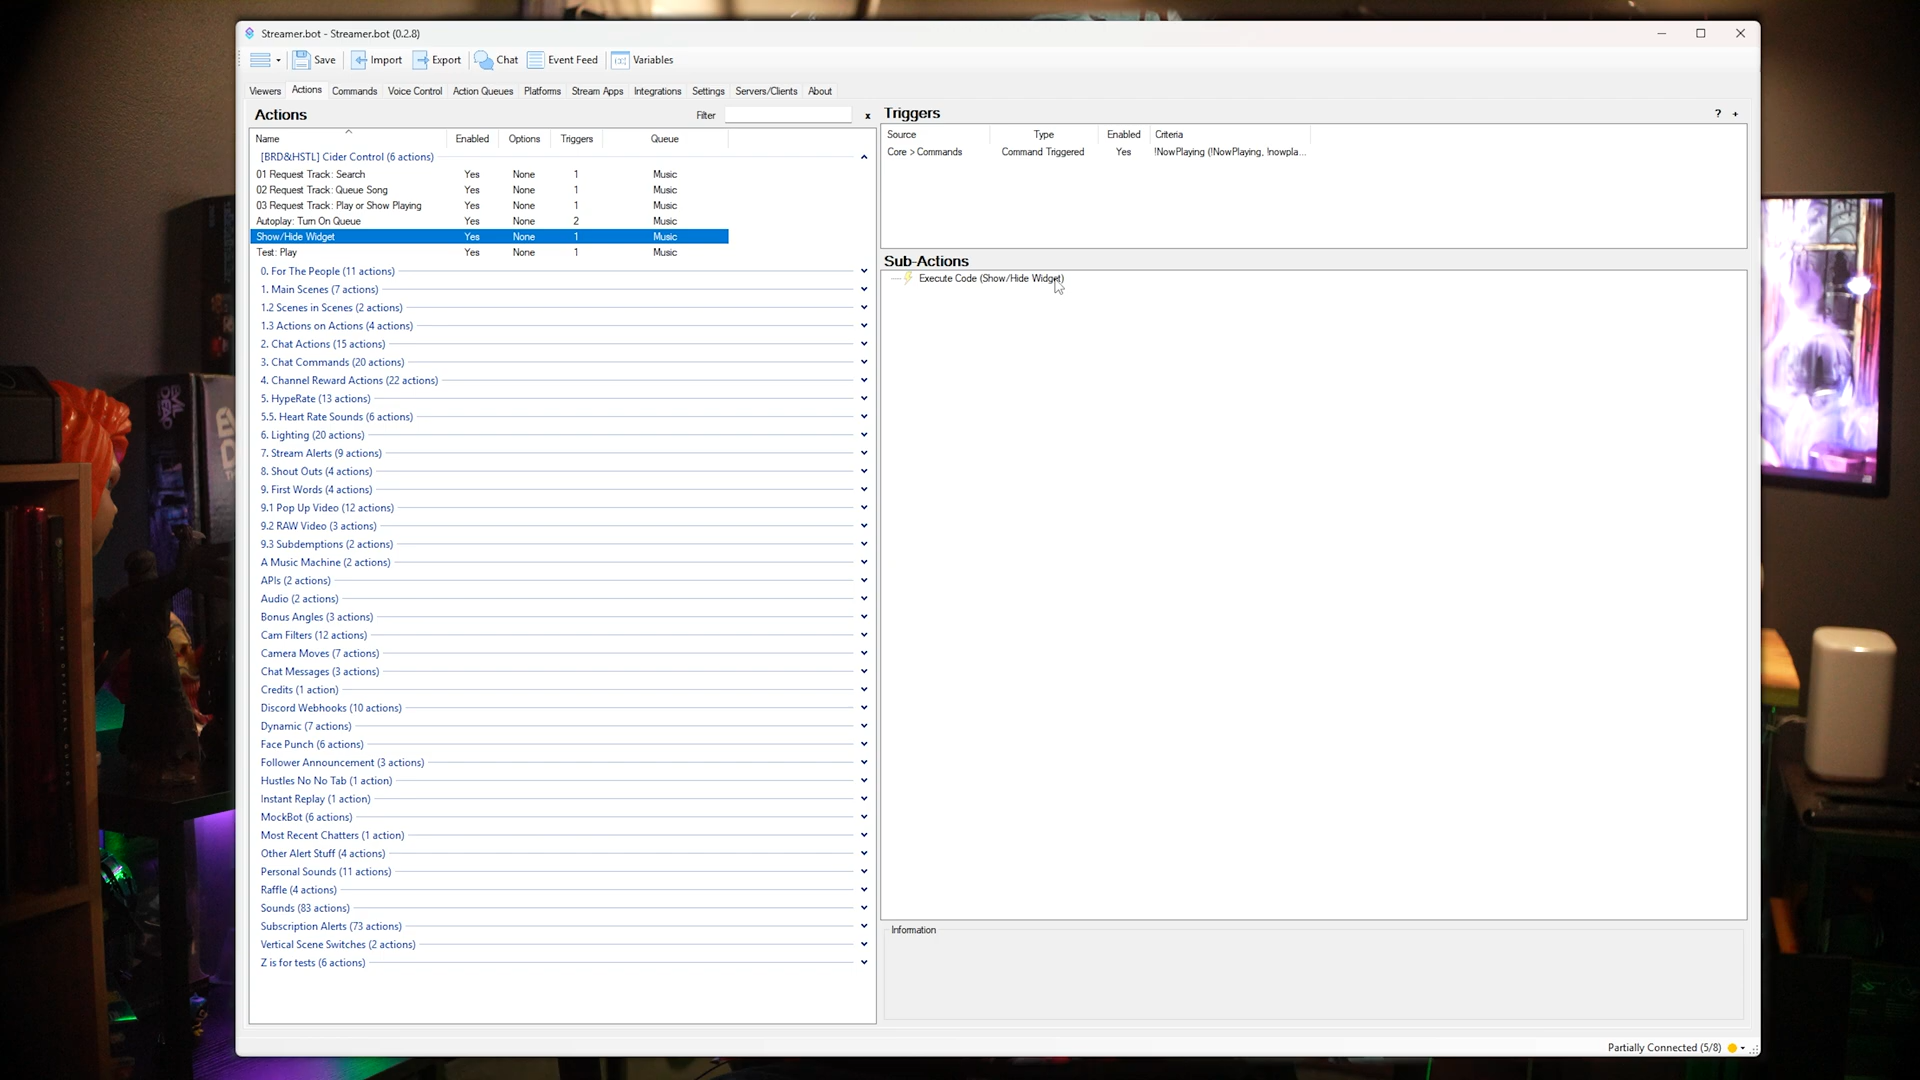 Streamer.bot - Streamer.bot (0.2.8)
Save Import Export Chat Event Feed Variables
Viewers Actions Commands Voice Control Action Queues Platforms Stream Apps Integrations Settings Servers/Clients About
Actions
Filter
x
Name Enabled Options Triggers Queue
[BRD&HSTL] Cider Control (6 actions)
01 Request Track: Search Yes None 1 Music
02 Request Track: Queue Song Yes None 1 Music
03 Request Track: Play or Show Playing Yes None 1 Music
Autoplay: Turn On Queue Yes None 2 Music
Show/Hide Widget Yes None 1 Music
Test: Play Yes None 1 Music
0. For The People (11 actions)
1. Main Scenes (7 actions)
1.2 Scenes in Scenes (2 actions)
1.3 Actions on Actions (4 actions)
2. Chat Actions (15 actions)
3. Chat Commands (20 actions)
4. Channel Reward Actions (22 actions)
5. HypeRate (13 actions)
5.5. Heart Rate Sounds (6 actions)
6. Lighting (20 actions)
7. Stream Alerts (9 actions)
8. Shout Outs (4 actions)
9. First Words (4 actions)
9.1 Pop Up Video (12 actions)
9.2 RAW Video (3 actions)
9.3 Subdemptions (2 actions)
A Music Machine (2 actions)
APIs (2 actions)
Audio (2 actions)
Bonus Angles (3 actions)
Cam Filters (12 actions)
Camera Moves (7 actions)
Chat Messages (3 actions)
Credits (1 action)
Discord Webhooks (10 actions)
Dynamic (7 actions)
Face Punch (6 actions)
Follower Announcement (3 actions)
Hustles No No Tab (1 action)
Instant Replay (1 action)
MockBot (6 actions)
Most Recent Chatters (1 action)
Other Alert Stuff (4 actions)
Personal Sounds (11 actions)
Raffle (4 actions)
Sounds (83 actions)
Subscription Alerts (73 actions)
Vertical Scene Switches (2 actions)
Z is for tests (6 actions)
Triggers
? +
Source Type Enabled Criteria
Core > Commands Command Triggered Yes !NowPlaying (!NowPlaying, !nowpla...
Sub-Actions
Execute Code (Show/Hide Widget)
Information
Partially Connected (5/8)